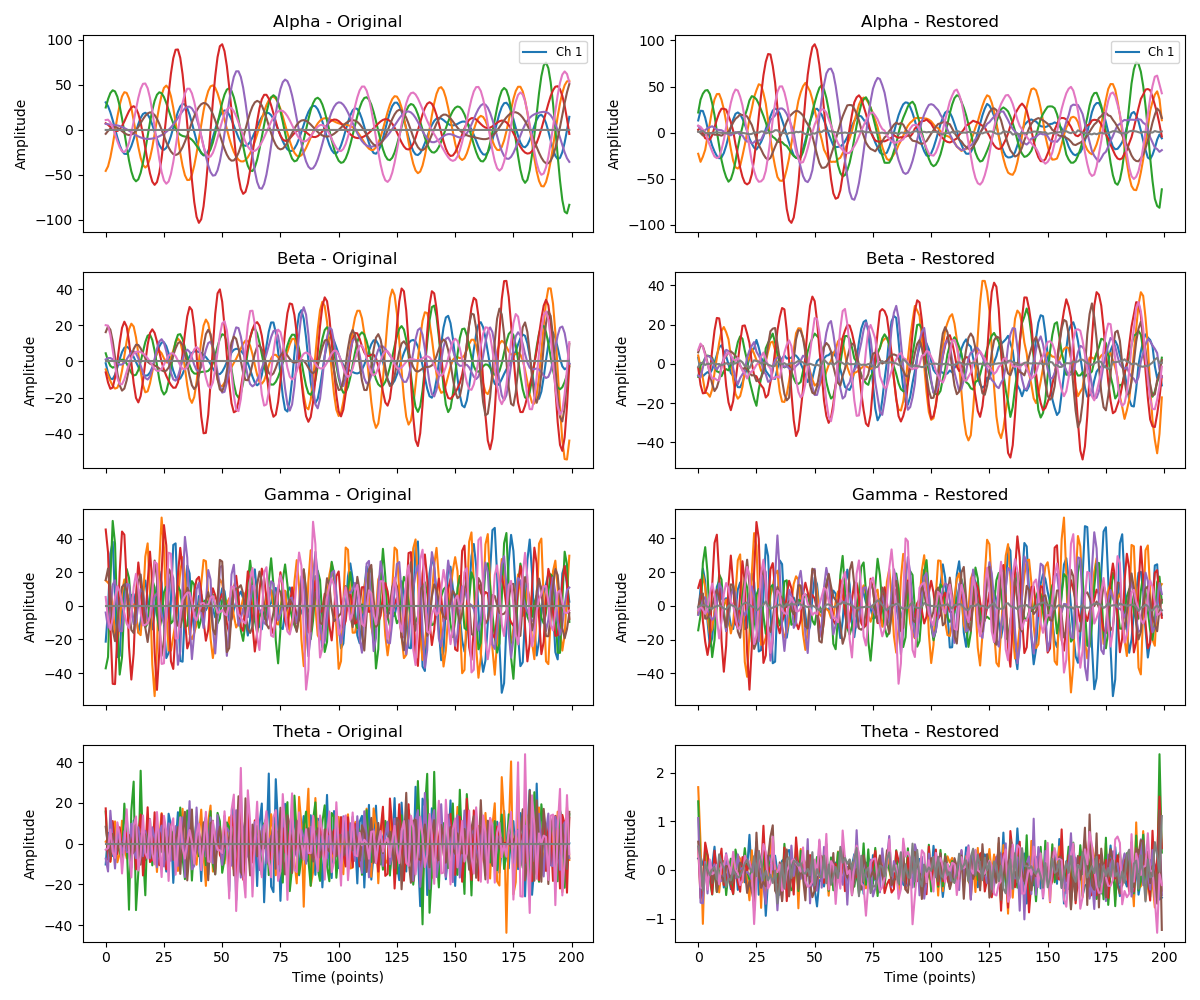 Alpha - Original
Alpha - Restored
100
50
0
−50
−100
Amplitude
Ch 1
100
50
0
−50
−100
Amplitude
Ch 1
Beta - Original
Beta - Restored
40
20
0
−20
−40
Amplitude
40
20
0
−20
−40
Amplitude
Gamma - Original
Gamma - Restored
40
20
0
−20
−40
Amplitude
40
20
0
−20
−40
Amplitude
Theta - Original
Theta - Restored
40
20
0
−20
−40
Amplitude
2
1
0
−1
Amplitude
0 25 50 75 100 125 150 175 200
0 25 50 75 100 125 150 175 200
Time (points)
Time (points)